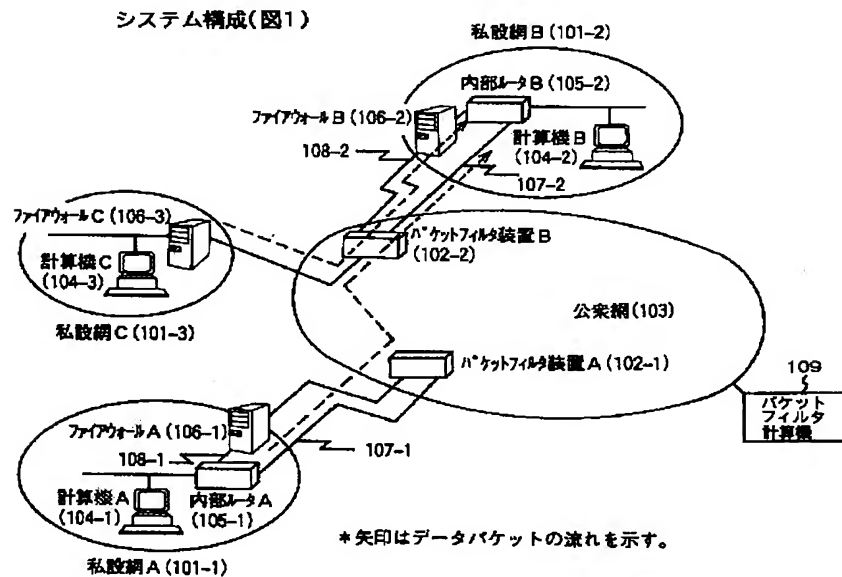 システム構成(図1)
私設網B(101-2)
内部ルータB(105-2)
ファイアウォールB(106-2)
計算機B
(104-2)
108-2
107-2
ファイアウォールC(106-3)
計算機C
(104-3)
私設網C(101-3)
パケットフィルタ装置B
(102-2)
公衆網(103)
パケットフィルタ装置A(102-1)
109
パケット
フィルタ
計算機
ファイアウォールA(106-1)
107-1
108-1
計算機A
(104-1)
内部ルータA
(105-1)
*矢印はデータパケットの流れを示す。
私設網A(101-1)